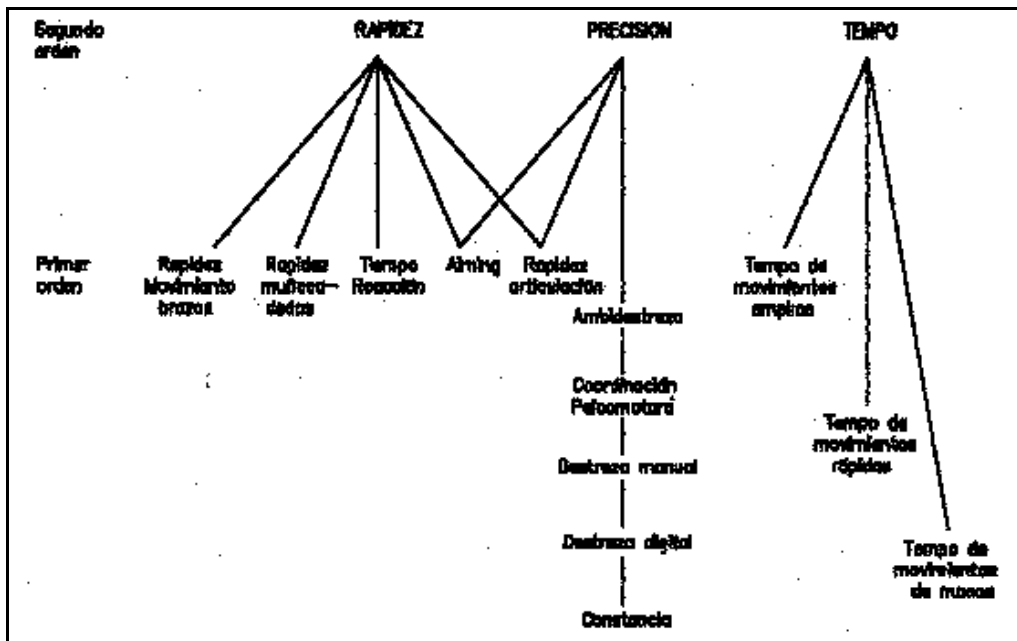 Segundo
orden
RAPIDEZ
PRECISION
TEMPO
Primer
orden
Rapidez
Movimiento
brazos
Rapidez
muñeca-
dedos
Tiempo
Reacción
Aiming
Rapidez
articulación
Tempo de
movimientos
amplios
Ambidestreza
Coordinación
Psicomotora
Tempo de
movimientos
rápidos
Destreza manual
Destreza digital
Tempo de
movimientos
de manos
Constancia